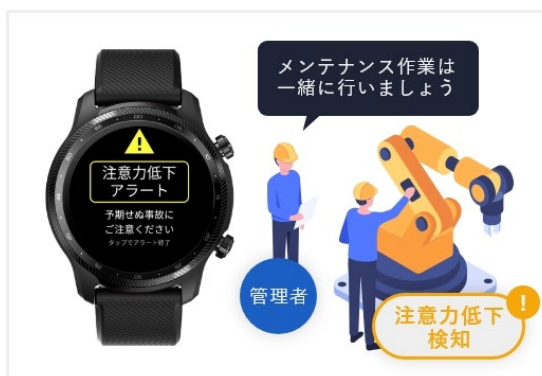 注意力低下
アラート
予期せぬ事故に
ご注意ください
タップでアラート終了
メンテナンス作業は
一緒に行いましょう
管理者
注意力低下
検知